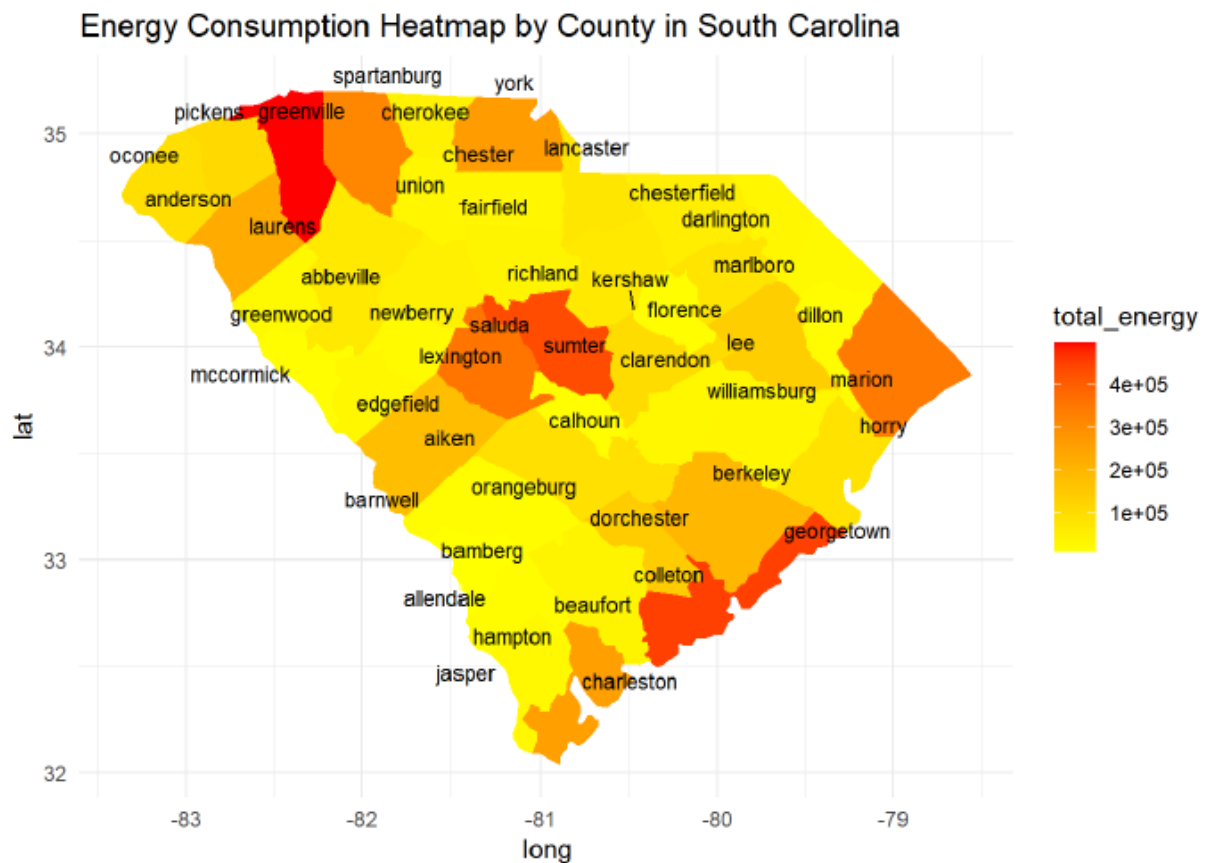 Energy Consumption Heatmap by County in South Carolina
spartanburg
york
pickens
greenville
cherokee
oconee
chester
lancaster
anderson
union
fairfield
chesterfield
darlington
laurens
abbeville
richland
kershaw
marlboro
greenwood
newberry
saluda
florence
dillon
mccormick
lexington
sumter
clarendon
lee
marion
edgefield
williamsburg
aiken
calhoun
horry
barnwell
orangeburg
berkeley
dorchester
georgetown
bamberg
colleton
allendale
beaufort
hampton
jasper
charleston
35
34
33
32
lat
-83
-82
-81
-80
-79
long
total_energy
4e+05
3e+05
2e+05
1e+05